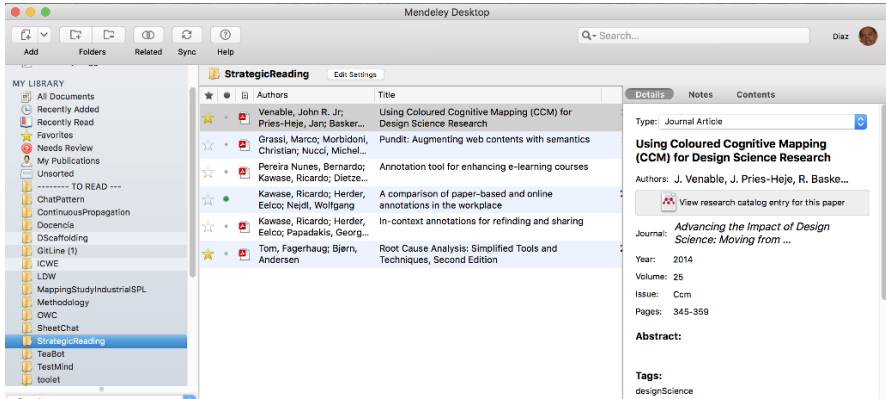 Mendeley Desktop
Search...
Diaz
Add
Folders
Related
Sync
Help
StrategicReading
Edit Settings
MY LIBRARY
All Documents
Recently Added
Recently Read
Favorites
Needs Review
My Publications
Unsorted
-------- TO READ ---
ChatPattern
ContinuousPropagation
Docencia
DScaffolding
GitLine (1)
ICWE
LDW
MappingStudyIndustrialSPL
Methodology
OWC
SheetChat
StrategicReading
TeaBot
TestMind
toolet
Authors
Title
Venable, John R. Jr;
Pries-Heje, Jan; Basker...
Using Coloured Cognitive Mapping (CCM) for
Design Science Research
Grassi, Marco; Morbidoni,
Christian; Nucci, Michel...
Pundit: Augmenting web contents with semantics
Pereira Nunes, Bernardo;
Kawase, Ricardo; Dietze...
Annotation tool for enhancing e-learning courses
Kawase, Ricardo; Herder,
Eelco; Nejdl, Wolfgang
A comparison of paper-based and online
annotations in the workplace
Kawase, Ricardo; Herder,
Eelco; Papadakis, Georg...
In-context annotations for refinding and sharing
Tom, Fagerhaug; Bjørn,
Andersen
Root Cause Analysis: Simplified Tools and
Techniques, Second Edition
Details
Notes
Contents
Type: Journal Article
Using Coloured Cognitive Mapping
(CCM) for Design Science Research
Authors: J. Venable, J. Pries-Heje, R. Baske...
View research catalog entry for this paper
Journal: Advancing the Impact of Design
Science: Moving from ...
Year: 2014
Volume: 25
Issue: Ccm
Pages: 345-359
Abstract:
Tags:
designScience